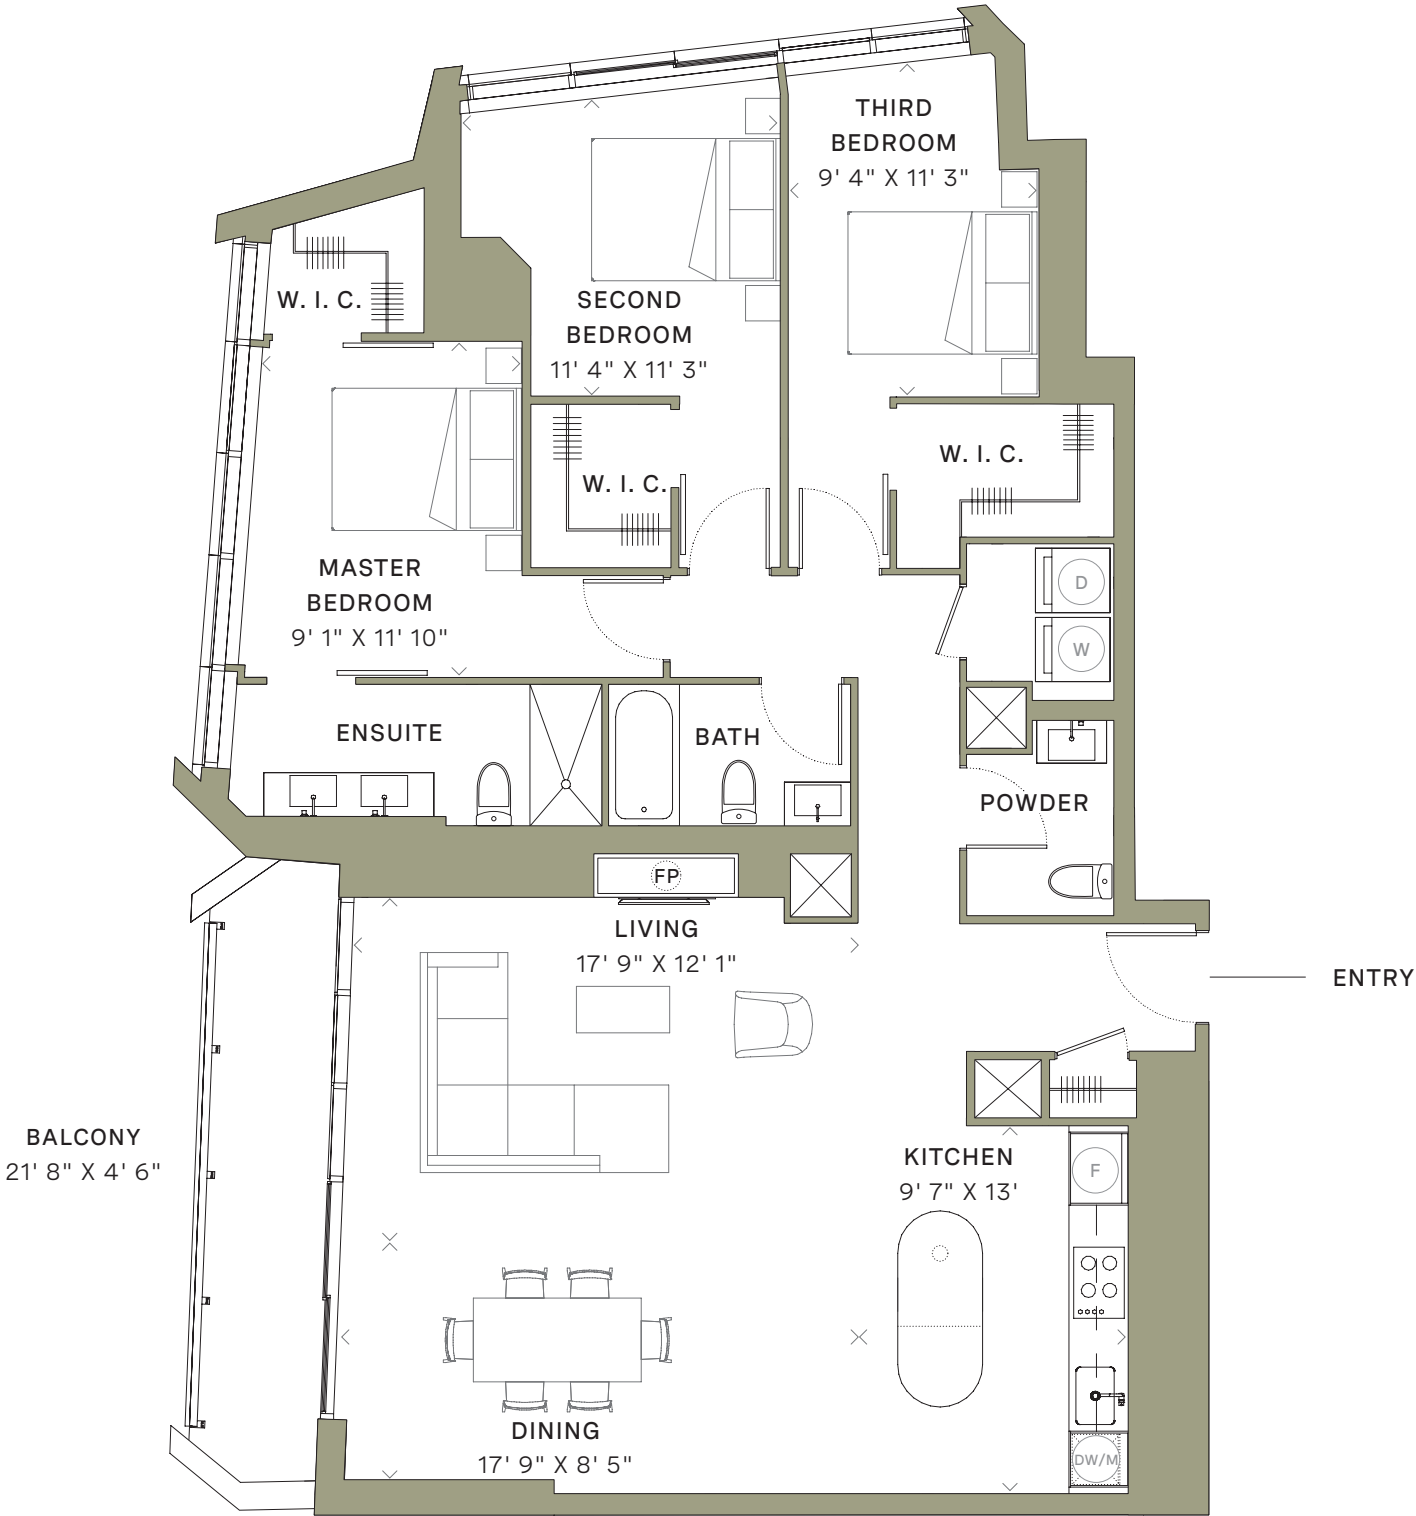 THIRD
BEDROOM
9' 4" X 11' 3"
W. I. C.
SECOND
BEDROOM
11' 4" X 11' 3"
W. I. C.
W. I. C.
MASTER
BEDROOM
9' 1" X 11' 10"
D
W
ENSUITE
BATH
POWDER
FP
LIVING
17' 9" X 12' 1"
ENTRY
BALCONY
21' 8" X 4' 6"
KITCHEN
9' 7" X 13'
F
DINING
17' 9" X 8' 5"
DW/M